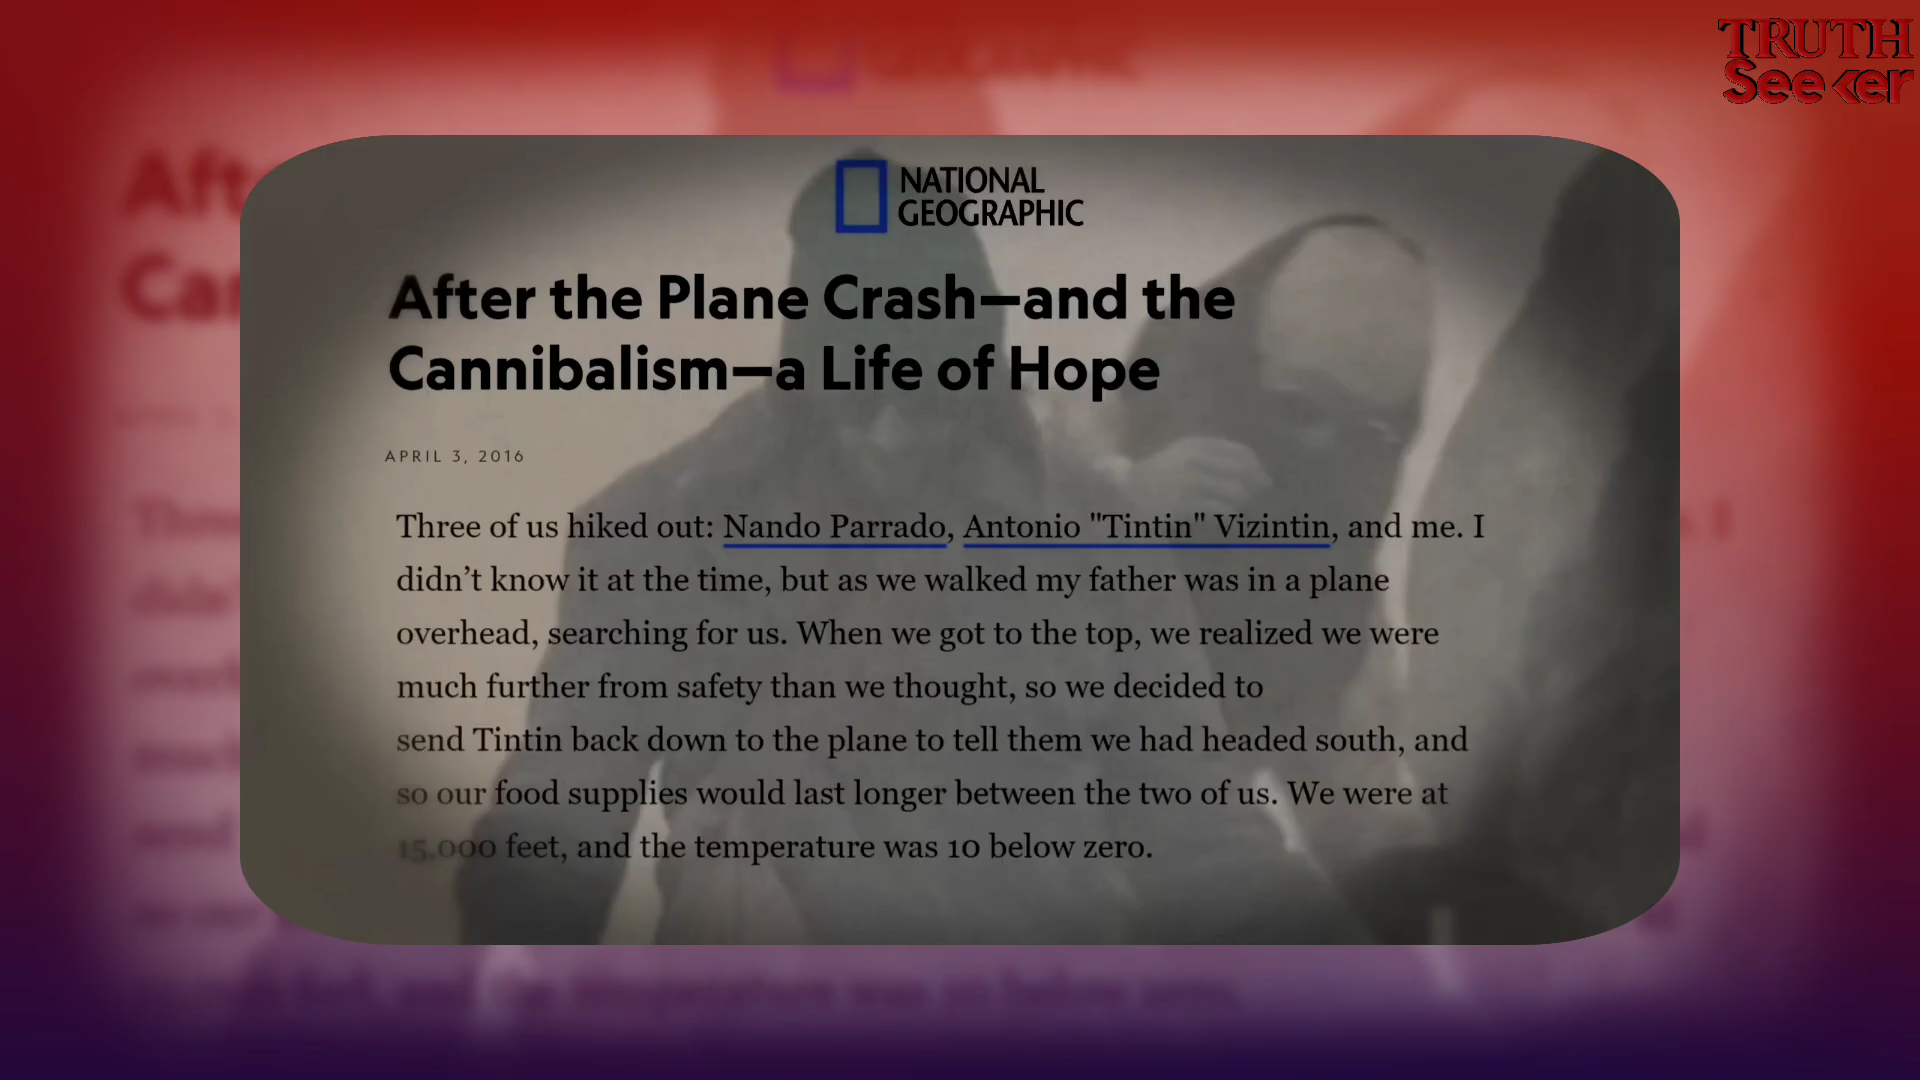 TRUTH
Seeker
NATIONAL
GEOGRAPHIC
After the Plane Crash—and the
Cannibalism—a Life of Hope
APRIL 3, 2016
Three of us hiked out: Nando Parrado, Antonio "Tintin" Vizintin, and me. I
didn’t know it at the time, but as we walked my father was in a plane
overhead, searching for us. When we got to the top, we realized we were
much further from safety than we thought, so we decided to
send Tintin back down to the plane to tell them we had headed south, and
so our food supplies would last longer between the two of us. We were at
15,000 feet, and the temperature was 10 below zero.